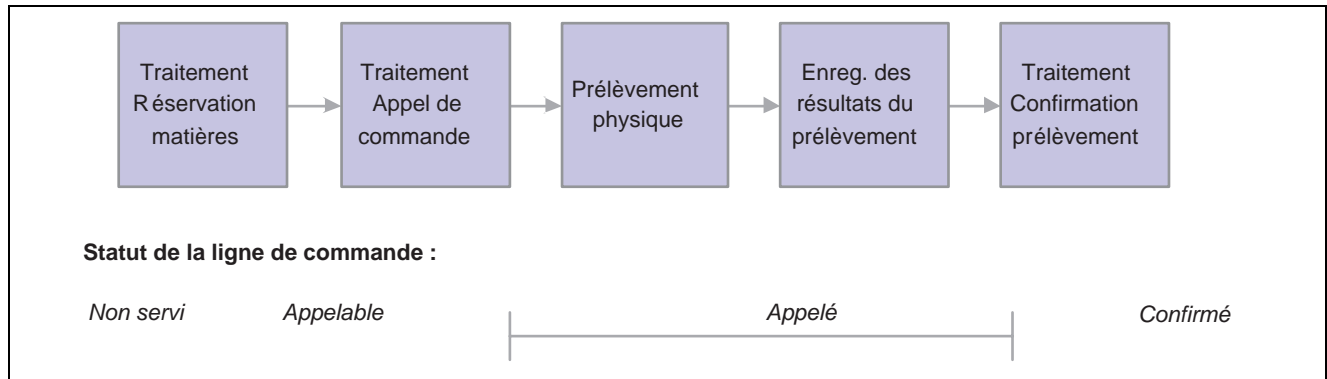 Traitement
R éservation
matières
Traitement
Appel de
commande
Prélèvement
physique
Enreg. des
résultats du
prélèvement
Traitement
Confirmation
prélèvement
Statut de la ligne de commande :
Non servi
Appelable
Appelé
Confirmé